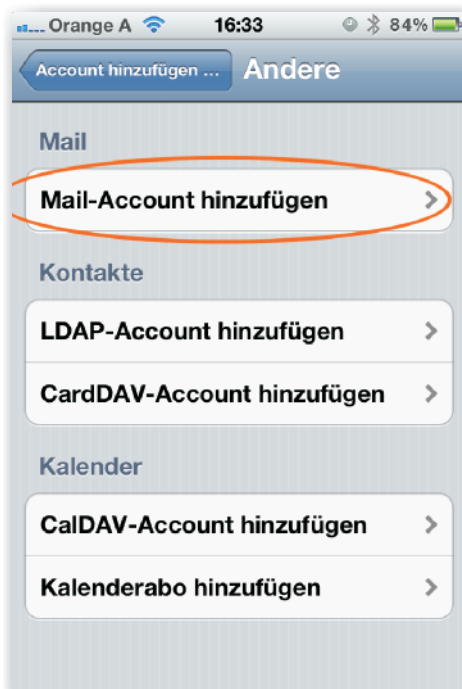 Orange A 16:33 84%
Account hinzufügen ... Andere
Mail
Mail-Account hinzufügen
Kontakte
LDAP-Account hinzufügen
CardDAV-Account hinzufügen
Kalender
CalDAV-Account hinzufügen
Kalenderabo hinzufügen